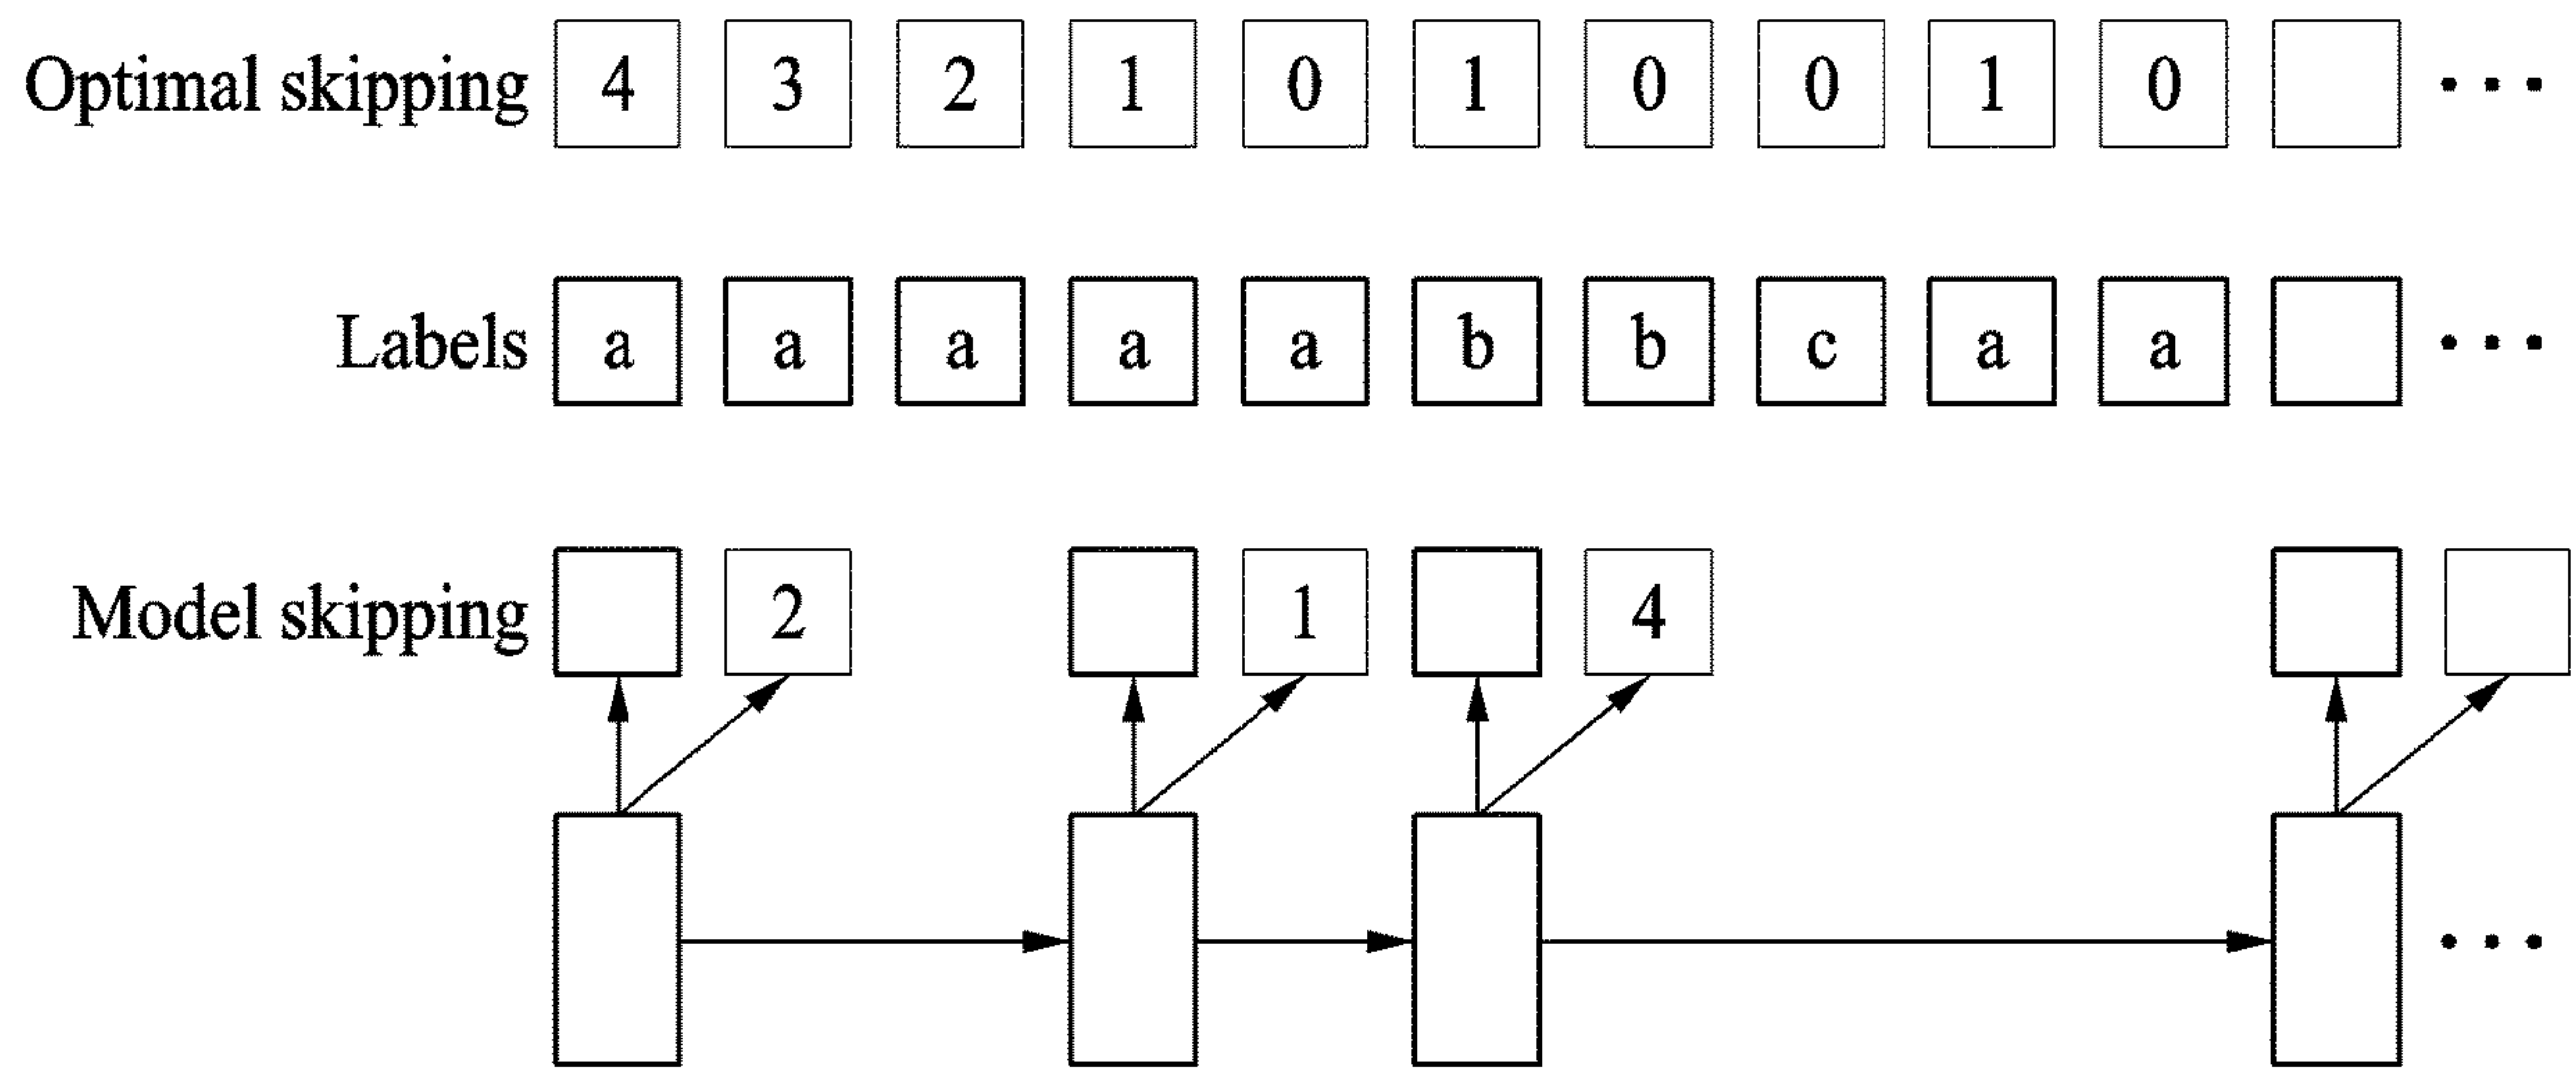 Optimal skipping 4 3 2 1 0 1 0 0 1 0 ...
Labels a a a a a b b c a a ...
Model skipping 2 1 4
...